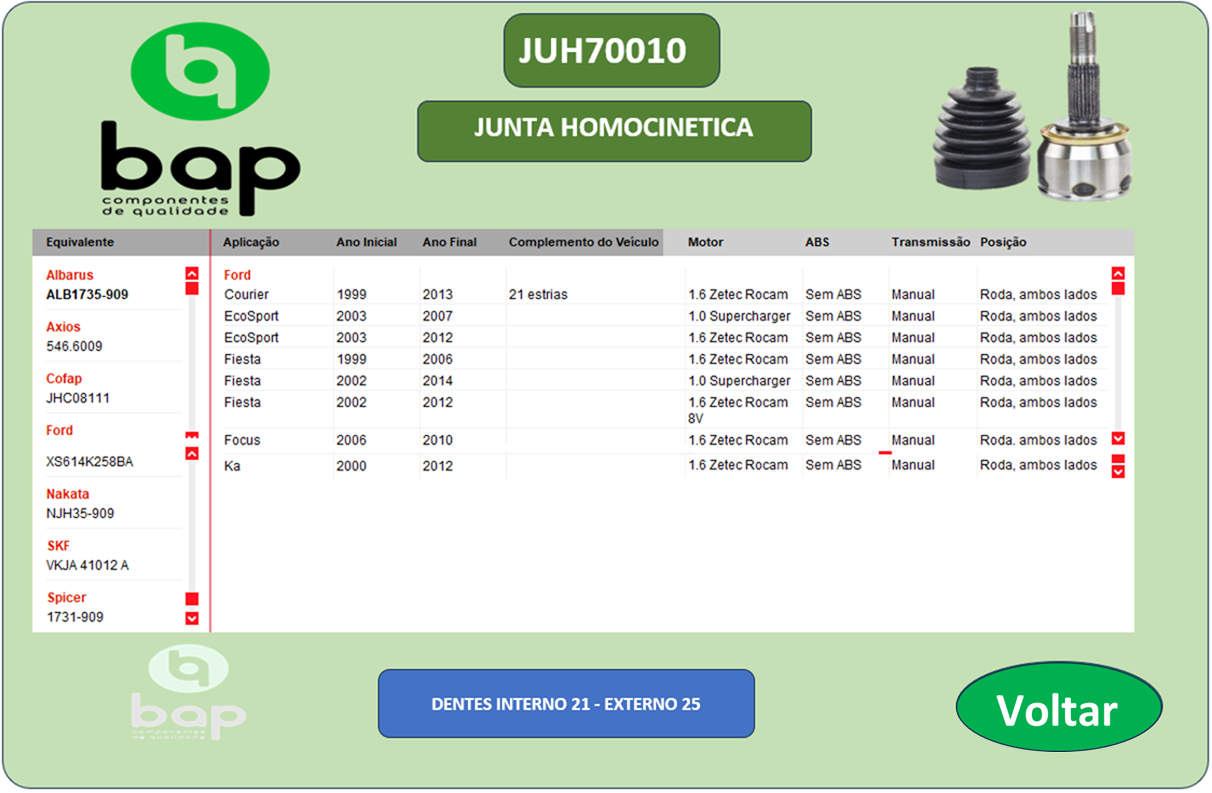 bap
componentes
de qualidade
JUH70010
JUNTA HOMOCINETICA
Equivalente
Albarus
ALB1735-909
Axios
546.6009
Cofap
JHC08111
Ford
XS614K258BA
Nakata
NJH35-909
SKF
VKJA 41012 A
Spicer
1731-909
Aplicação Ano Inicial Ano Final Complemento do Veículo Motor ABS Transmissão Posição
Ford
Courier 1999 2013 21 estrias 1.6 Zetec Rocam Sem ABS Manual Roda, ambos lados
EcoSport 2003 2007 1.0 Supercharger Sem ABS Manual Roda, ambos lados
EcoSport 2003 2012 1.6 Zetec Rocam Sem ABS Manual Roda, ambos lados
Fiesta 1999 2006 1.6 Zetec Rocam Sem ABS Manual Roda, ambos lados
Fiesta 2002 2014 1.0 Supercharger Sem ABS Manual Roda, ambos lados
Fiesta 2002 2012 1.6 Zetec Rocam Sem ABS Manual Roda, ambos lados
8V
Focus 2006 2010 1.6 Zetec Rocam Sem ABS Manual Roda. ambos lados
Ka 2000 2012 1.6 Zetec Rocam Sem ABS Manual Roda, ambos lados
bap
componentes
de qualidade
DENTES INTERNO 21 - EXTERNO 25
Voltar